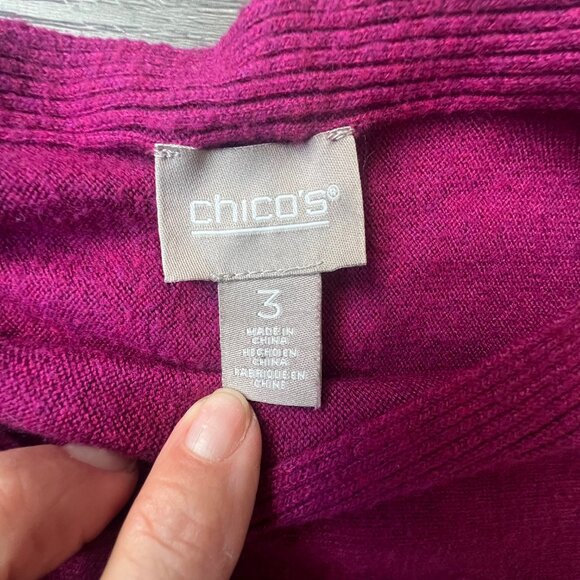 chico's®
3
MADE IN
CHINA
HECHO EN
CHINA
FABRIQUÉ EN
CHINE